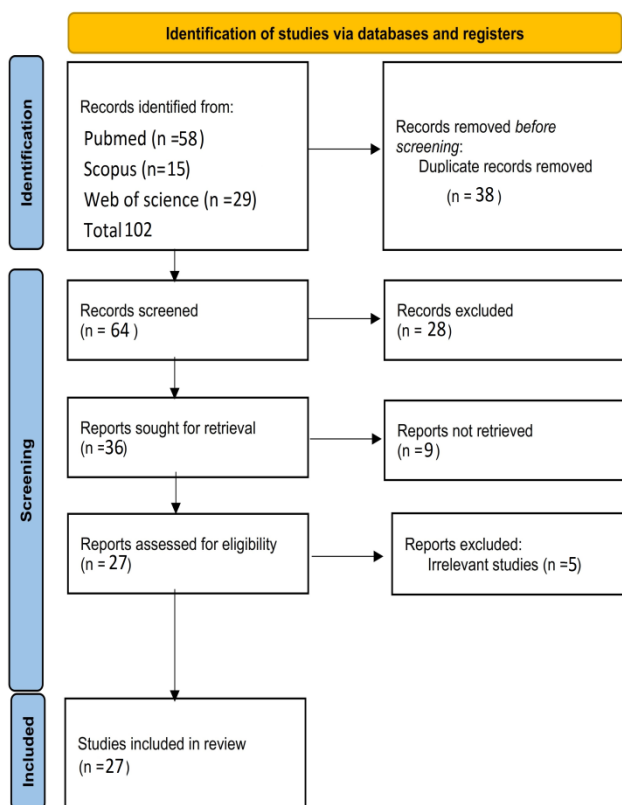 Identification of studies via databases and registers
Identification
Records identified from:
Pubmed (n =58)
Scopus (n=15)
Web of science (n =29)
Total 102
Records removed before
screening:
Duplicate records removed
(n = 38 )
Screening
Records screened
(n = 64 )
Records excluded
(n = 28 )
Reports sought for retrieval
(n =36)
Reports not retrieved
(n =9 )
Reports assessed for eligibility
(n = 27 )
Reports excluded:
Irrelevant studies (n =5 )
Included
Studies included in review
(n =27 )